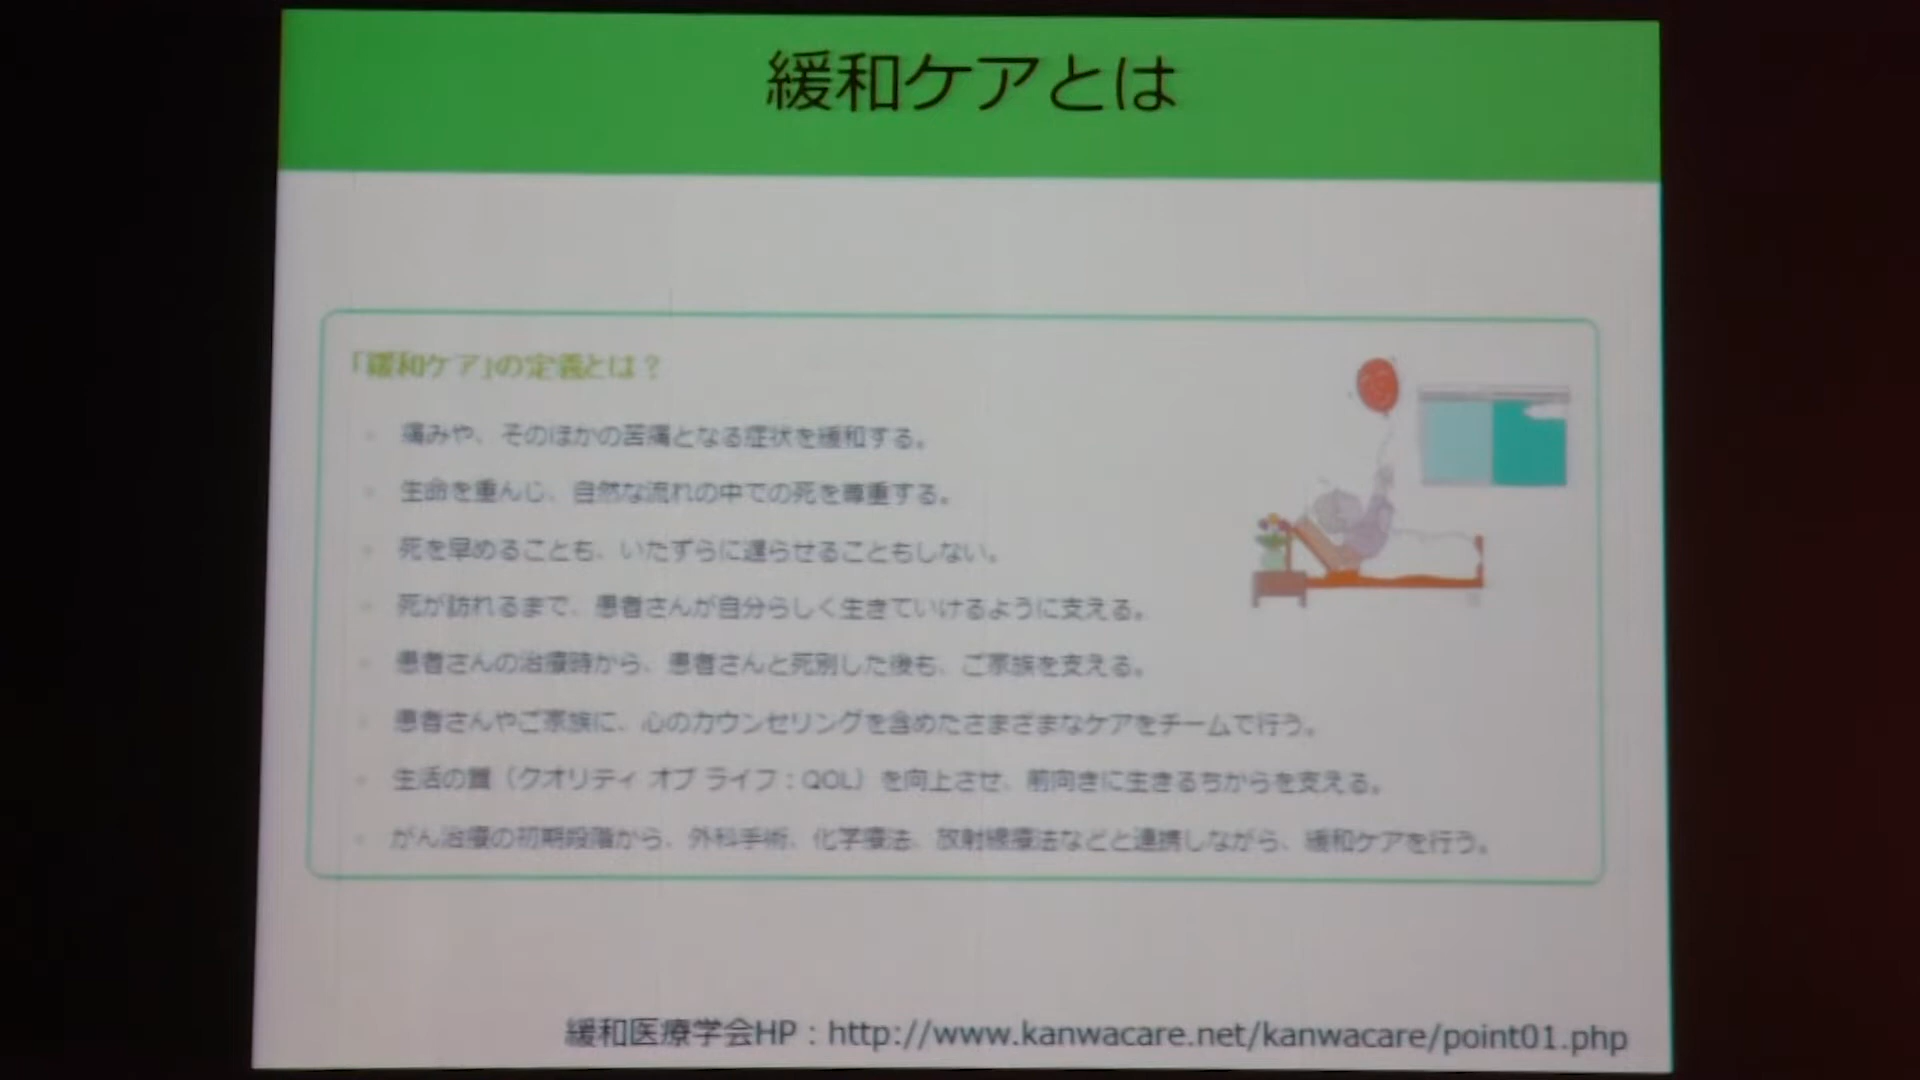 緩和ケアとは
「緩和ケア」の定義とは？
痛みや、そのほかの苦痛となる症状を緩和する。
生命を重んじ、自然な流れの中での死を尊重する。
死を早めることも、いたずらに遅らせることもしない。
死が訪れるまで、患者さんが自分らしく生きていけるように支える。
患者さんの治療時から、患者さんと死別した後も、ご家族を支える。
患者さんやご家族に、心のカウンセリングを含めたさまざまなケアをチームで行う。
生活の質（クオリティ オブ ライフ：QOL）を向上させ、前向きに生きるちからを支える。
がん治療の初期段階から、外科手術、化学療法、放射線療法などと連携しながら、緩和ケアを行う。
緩和医療学会HP：http://www.kanwacare.net/kanwacare/point01.php